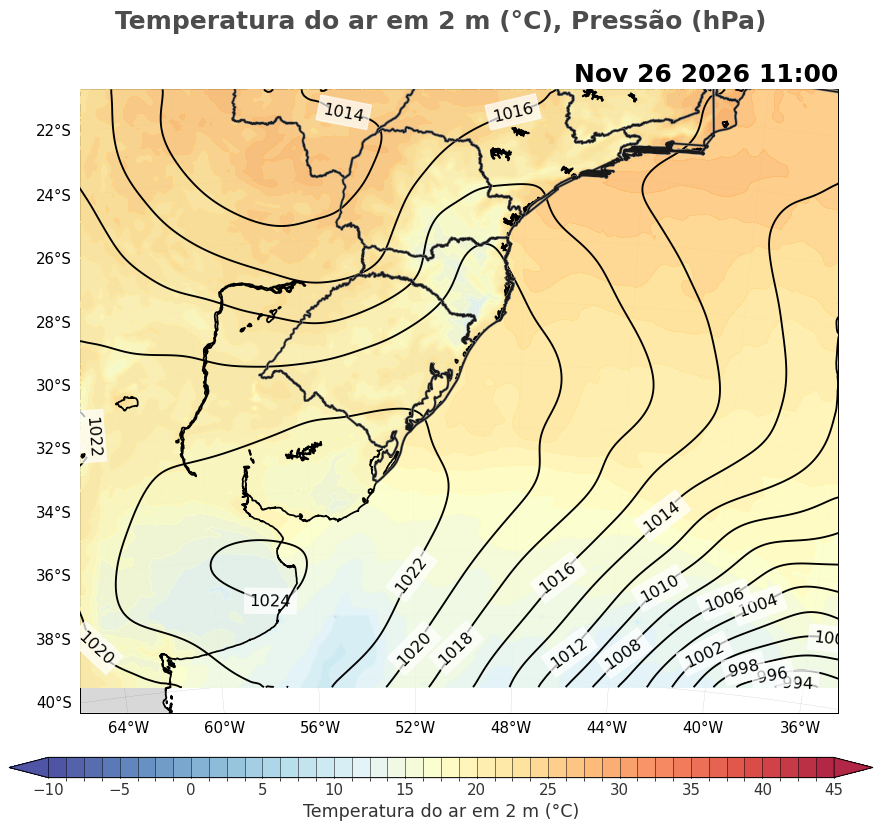 Temperatura do ar em 2 m (°C), Pressão (hPa)
Nov 26 2026 11:00
1014
1016
22°S
24°S
26°S
28°S
30°S
32°S
34°S
36°S
38°S
40°S
1022
1014
1022
1016
1010
1006
1004
1024
1020
1020
1018
1012
1008
1002
998
996
994
64°W
60°W
56°W
52°W
48°W
44°W
40°W
36°W
−10
−5
0
5
10
15
20
25
30
35
40
45
Temperatura do ar em 2 m (°C)